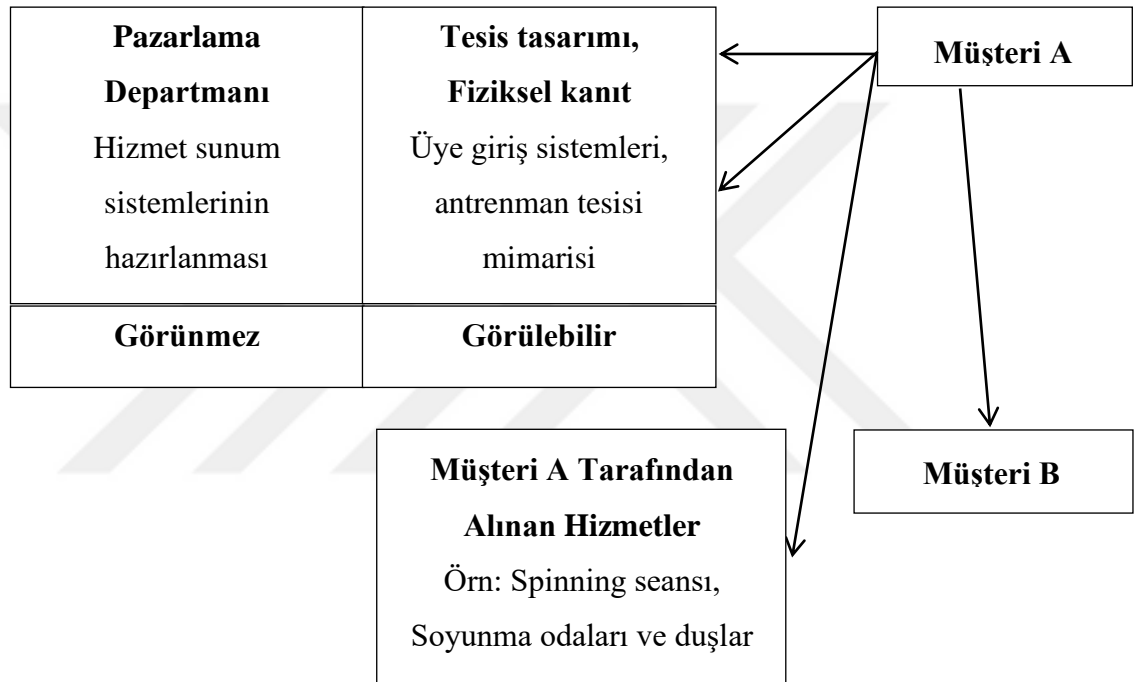 Pazarlama
Departmanı
Hizmet sunum
sistemlerinin
hazırlanması
Tesis tasarımı,
Fiziksel kanıt
Üye giriş sistemleri,
antrenman tesisi
mimarisi
Müşteri A
Görünmez
Görülebilir
Müşteri A Tarafından
Alınan Hizmetler
Örn: Spinning seansı,
Soyunma odaları ve duşlar
Müşteri B